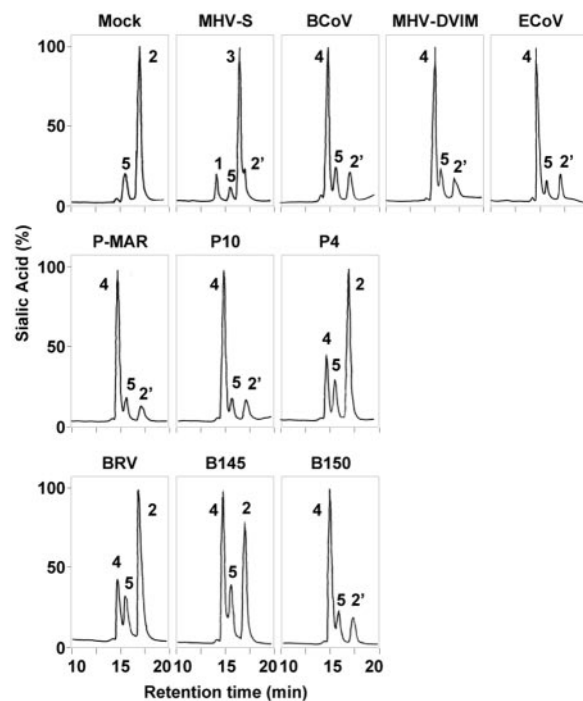 Mock MHV-S BCoV MHV-DVIM ECoV
100 2 3 4 4 4
50
5 1 5 2' 5 2' 5 2' 5 2'
0
Sialic Acid (%)
P-MAR P10 P4
4 4 2
4 5
5 2' 5 2'
BRV B145 B150
100 2 4 2 4
4 5 5
50
5 2'
0
10 15 20 10 15 20 10 15 20
Retention time (min)